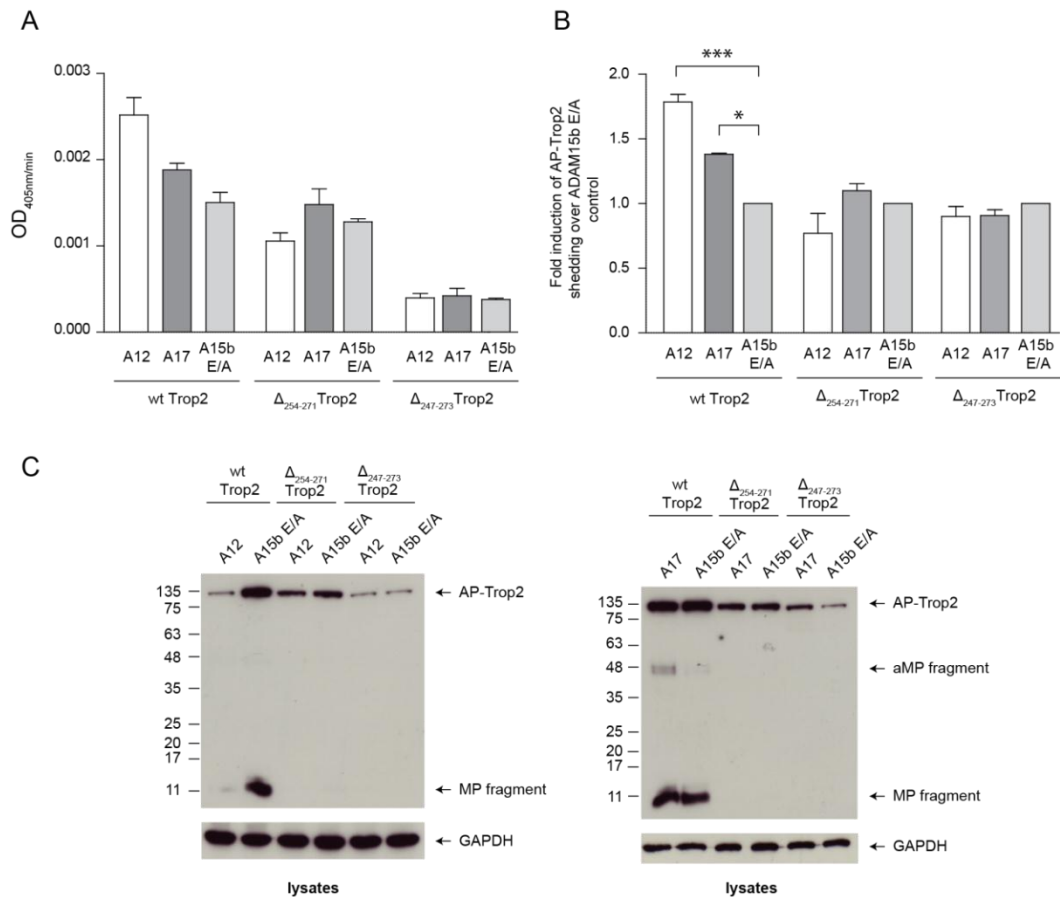 A
OD405nm/min
0.003
0.002
0.001
0.000
A12 A17 A15b E/A A12 A17 A15b E/A A12 A17 A15b E/A
wt Trop2 Δ254-271Trop2 Δ247-273Trop2
B
Fold induction of AP-Trop2
shedding over ADAM15b E/A
control
2.0
1.5
1.0
0.5
0.0
***
*
A12 A17 A15b E/A A12 A17 A15b E/A A12 A17 A15b E/A
wt Trop2 Δ254-271Trop2 Δ247-273Trop2
C
wt Trop2 Δ254-271 Trop2 Δ247-273 Trop2
A12 A15b E/A A12 A15b E/A A12 A15b E/A
135 ← AP-Trop2
75
63
48
35
25
20
17
11 ← MP fragment
← GAPDH
lysates
wt Trop2 Δ254-271 Trop2 Δ247-273 Trop2
A17 A15b E/A A17 A15b E/A A17 A15b E/A
135 ← AP-Trop2
75
63
48 ← aMP fragment
35
25
20
17
11 ← MP fragment
← GAPDH
lysates